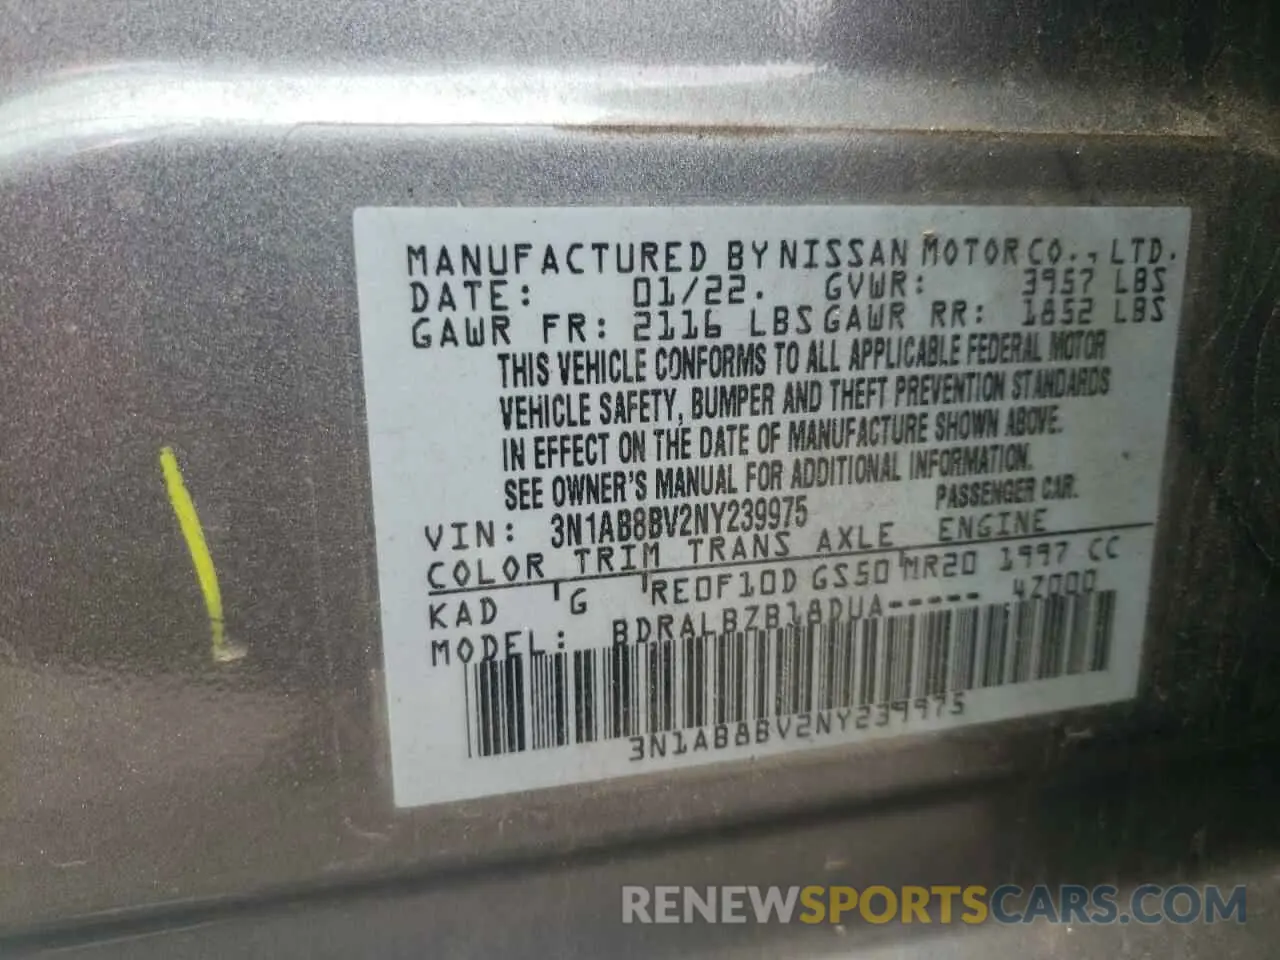 MANUFACTURED BY NISSAN MOTOR CO., LTD.
DATE: 01/22. GVWR: 3957 LBS
GAWR FR: 2116 LBS GAWR RR: 1852 LBS
THIS VEHICLE CONFORMS TO ALL APPLICABLE FEDERAL MOTOR
VEHICLE SAFETY, BUMPER AND THEFT PREVENTION STANDARDS
IN EFFECT ON THE DATE OF MANUFACTURE SHOWN ABOVE.
SEE OWNER'S MANUAL FOR ADDITIONAL INFORMATION.
VIN: 3N1AB8BV2NY239975 PASSENGER CAR.
COLOR TRIM TRANS AXLE ENGINE
KAD G RE0F10D GS50 MR20 1997 CC
MODEL: BDRALBZB18DUA----- 4Z000
3N1AB8BV2NY239975
RENEWSPORTSCARS.COM